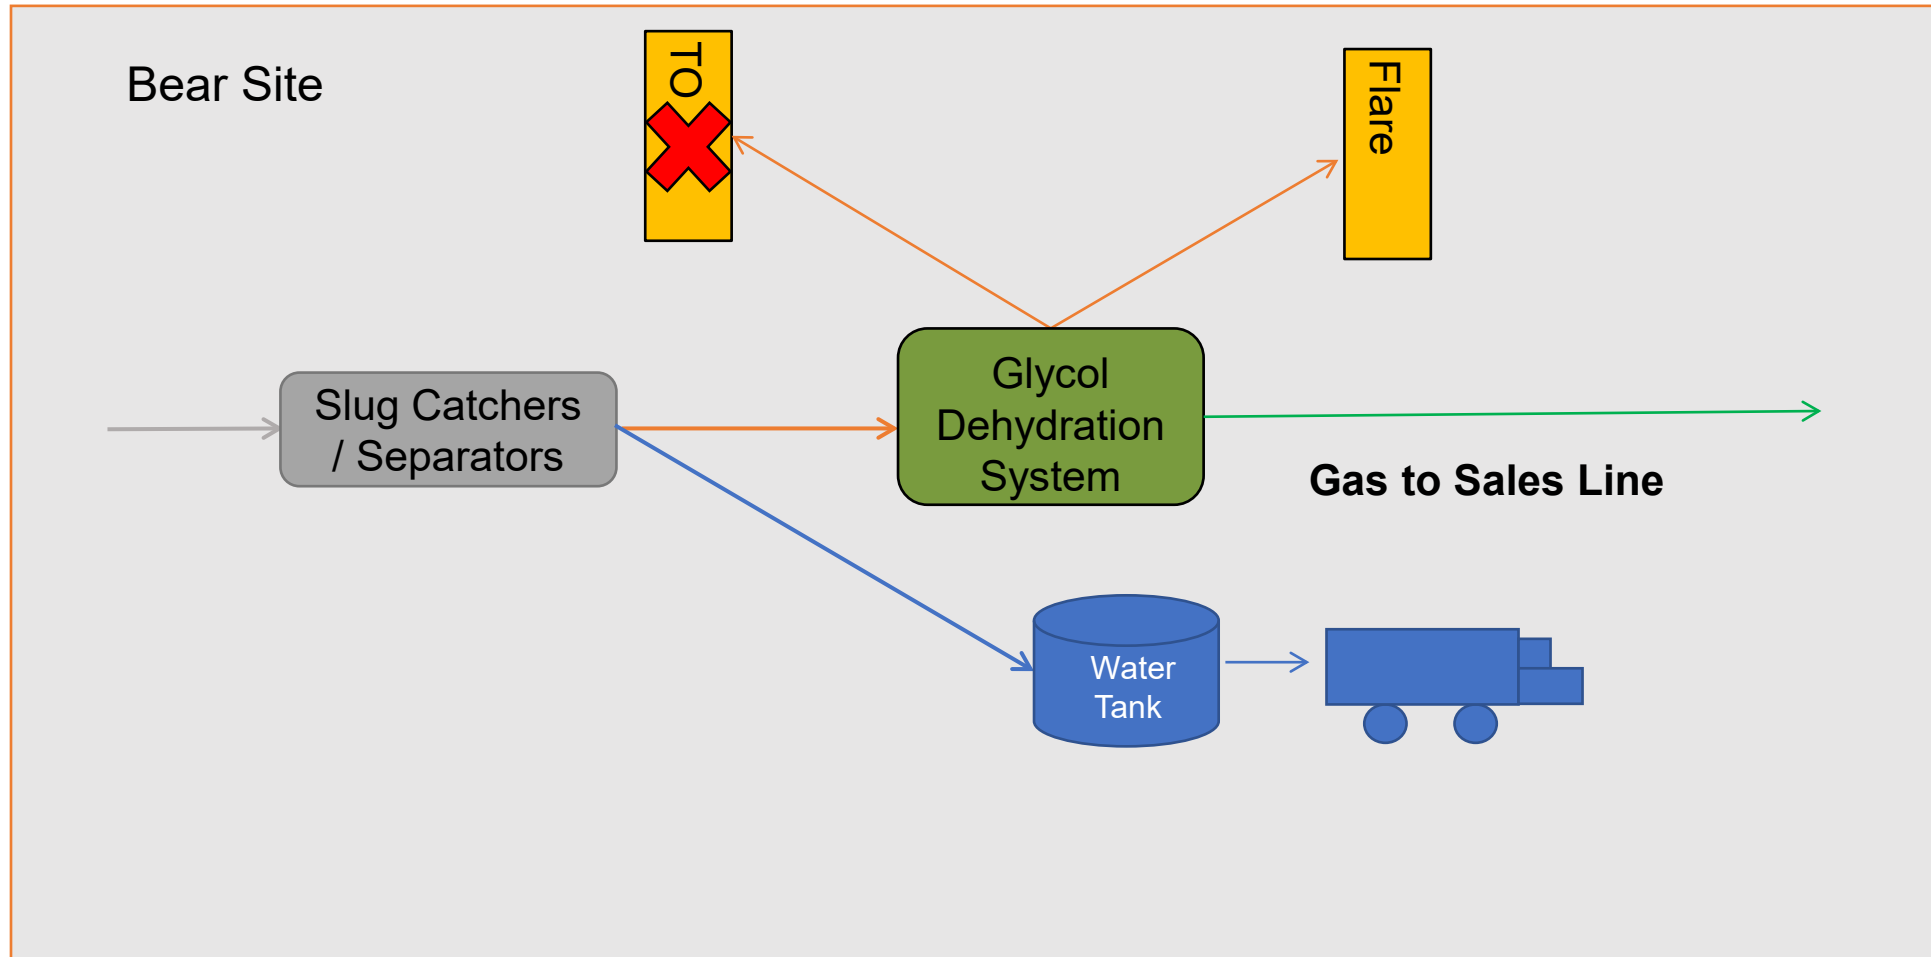 Bear Site
TO
Flare
Slug Catchers
/ Separators
Glycol
Dehydration
System
Gas to Sales Line
Water
Tank